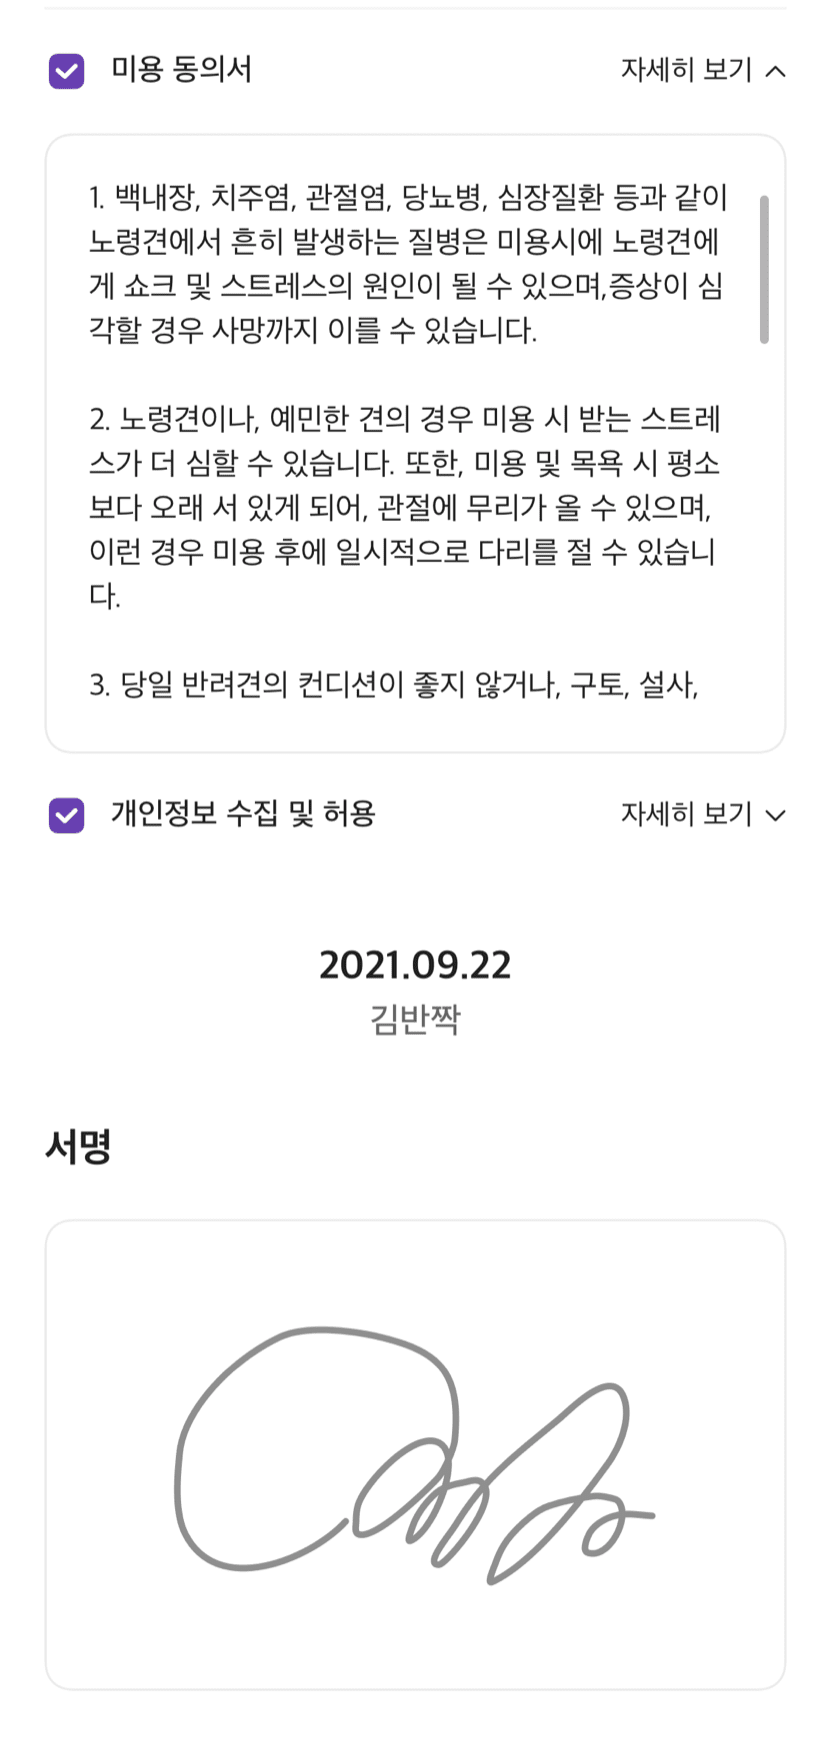 미용 동의서 자세히 보기
1. 백내장, 치주염, 관절염, 당뇨병, 심장질환 등과 같이
노령견에서 흔히 발생하는 질병은 미용시에 노령견에
게 쇼크 및 스트레스의 원인이 될 수 있으며,증상이 심
각할 경우 사망까지 이를 수 있습니다.
2. 노령견이나, 예민한 견의 경우 미용 시 받는 스트레
스가 더 심할 수 있습니다. 또한, 미용 및 목욕 시 평소
보다 오래 서 있게 되어, 관절에 무리가 올 수 있으며,
이런 경우 미용 후에 일시적으로 다리를 절 수 있습니
다.
3. 당일 반려견의 컨디션이 좋지 않거나, 구토, 설사,
개인정보 수집 및 허용 자세히 보기
2021.09.22
김반짝
서명